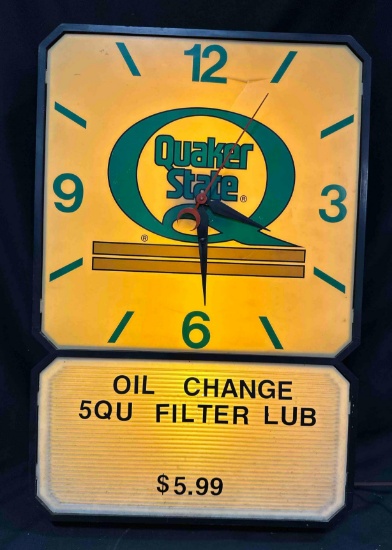 12
Quaker
State®
9
3
®
6
OIL CHANGE
5QU FILTER LUB
$5.99